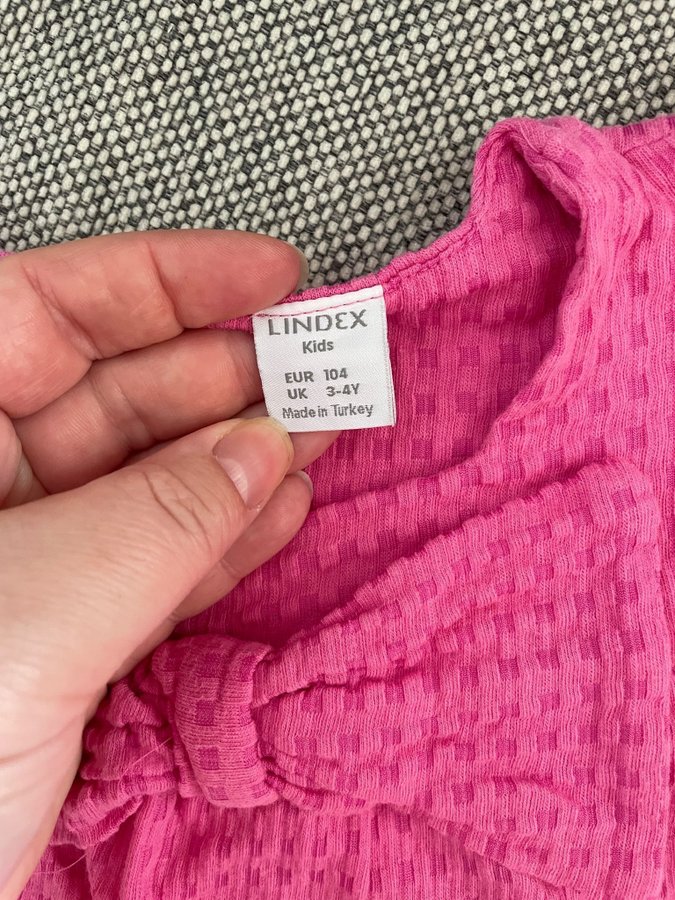 LINDEX
Kids
EUR 104
UK 3-4Y
Made in Turkey